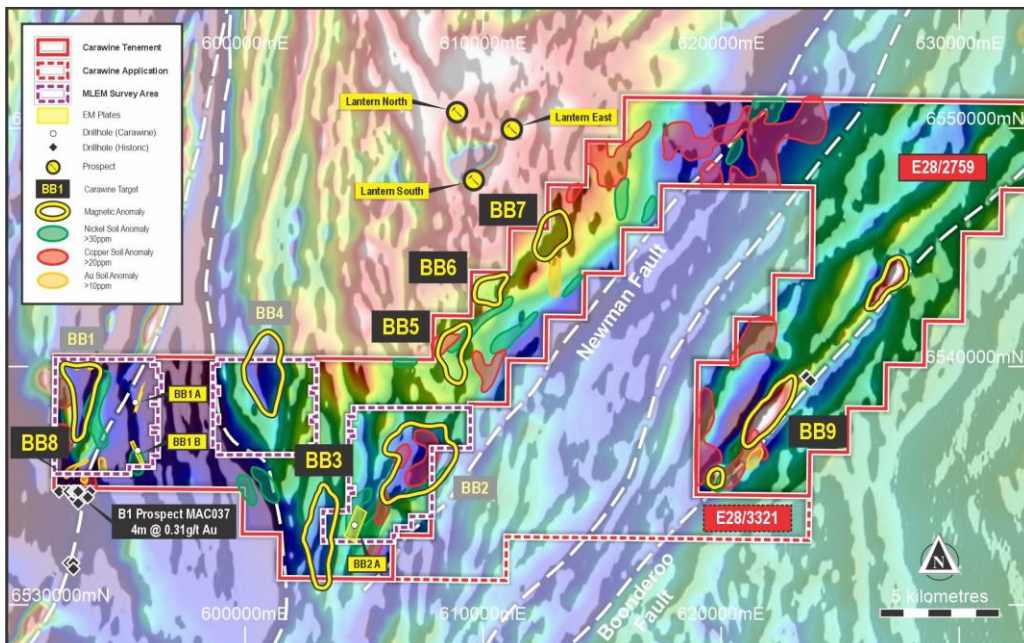 600000mE
610000mE
620000mE
630000mE
Carawine Tenement
Carawine Application
MLEM Survey Area
EM Plates
Drillhole (Carawine)
Drillhole (Historic)
Prospect
BB1
Carawine Target
Magnetic Anomaly
Nickel Soil Anomaly
>30ppm
Copper Soil Anomaly
>20ppm
Au Soil Anomaly
>10ppm
Lantern North
Lantern East
Lantern South
6550000mN
E28/2759
BB7
BB6
BB5
Newman Fault
BB4
BB1
6540000mN
BB1A
BB8
BB1B
BB3
BB2
BB9
B1 Prospect MAC037
4m @ 0.31g/t Au
E28/3321
BB2A
Boonderoo
Fault
N
5 kilometres
6530000mN
600000mE
610000mE
620000mE